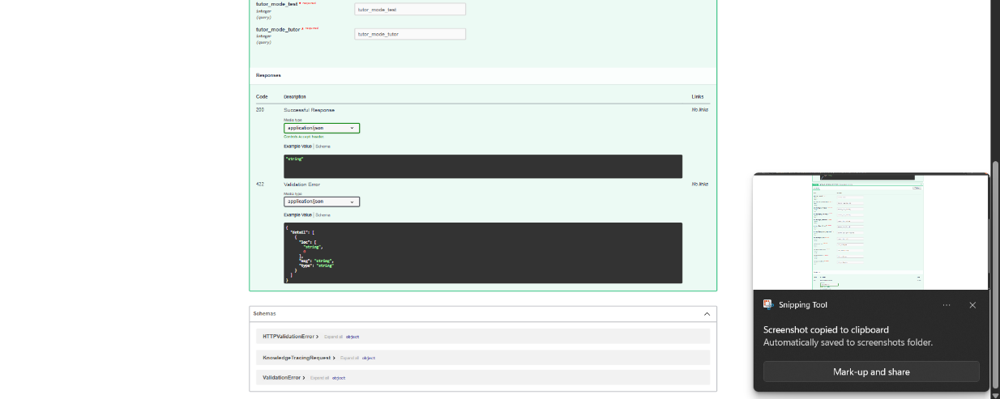 tutor_mode_test * required
integer
(query)
tutor_mode_test
tutor_mode_tutor * required
integer
(query)
tutor_mode_tutor
Responses
Code Description Links
200 Successful Response No links
Media type
application/json
Controls Accept header.
Example Value | Schema
"string"
422 Validation Error No links
Media type
application/json
Example Value | Schema
{
"detail": [
{
"loc": [
"string",
0
],
"msg": "string",
"type": "string"
}
]
}
Schemas
HTTPValidationError > Expand all object
KnowledgeTracingRequest > Expand all object
ValidationError > Expand all object
Snipping Tool
Screenshot copied to clipboard
Automatically saved to screenshots folder.
Mark-up and share